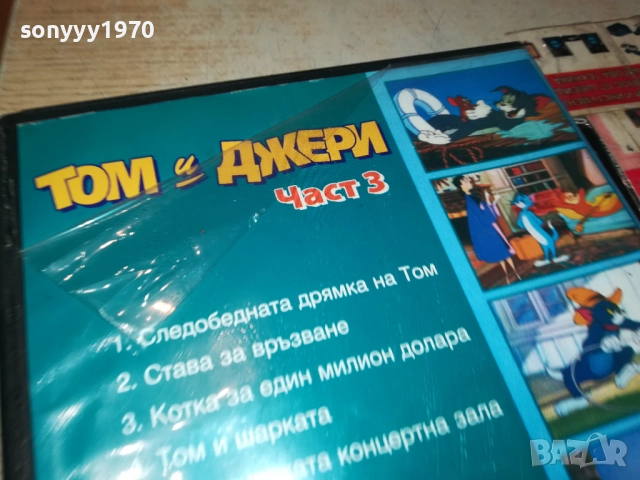 sonyyy1970
ТОМ и ДЖЕРИ
Част 3
1. Следобедната дрямка на Том
2. Става за връзване
3. Котка за един милион долара
Том и шарката
концертна зала
BAZAR